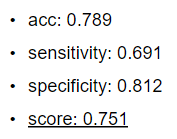 • acc: 0.789
• sensitivity: 0.691
• specificity: 0.812
• score: 0.751